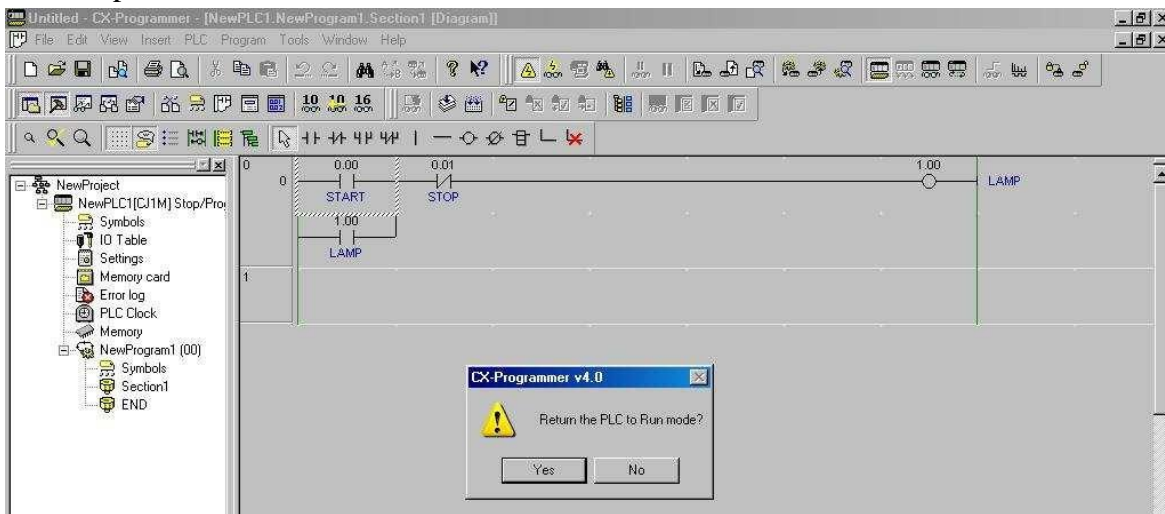 Untitled - CX-Programmer - [NewPLC1.NewProgram1.Section1 [Diagram]]
File Edit View Insert PLC Program Tools Window Help
10 10 16
0
0.00
0.01
1.00
0
START
STOP
LAMP
1.00
LAMP
1
NewProject
NewPLC1[CJ1M] Stop/Pro
Symbols
IO Table
Settings
Memory card
Error log
PLC Clock
Memory
NewProgram1 (00)
Symbols
Section1
END
CX-Programmer v4.0
Return the PLC to Run mode?
Yes
No